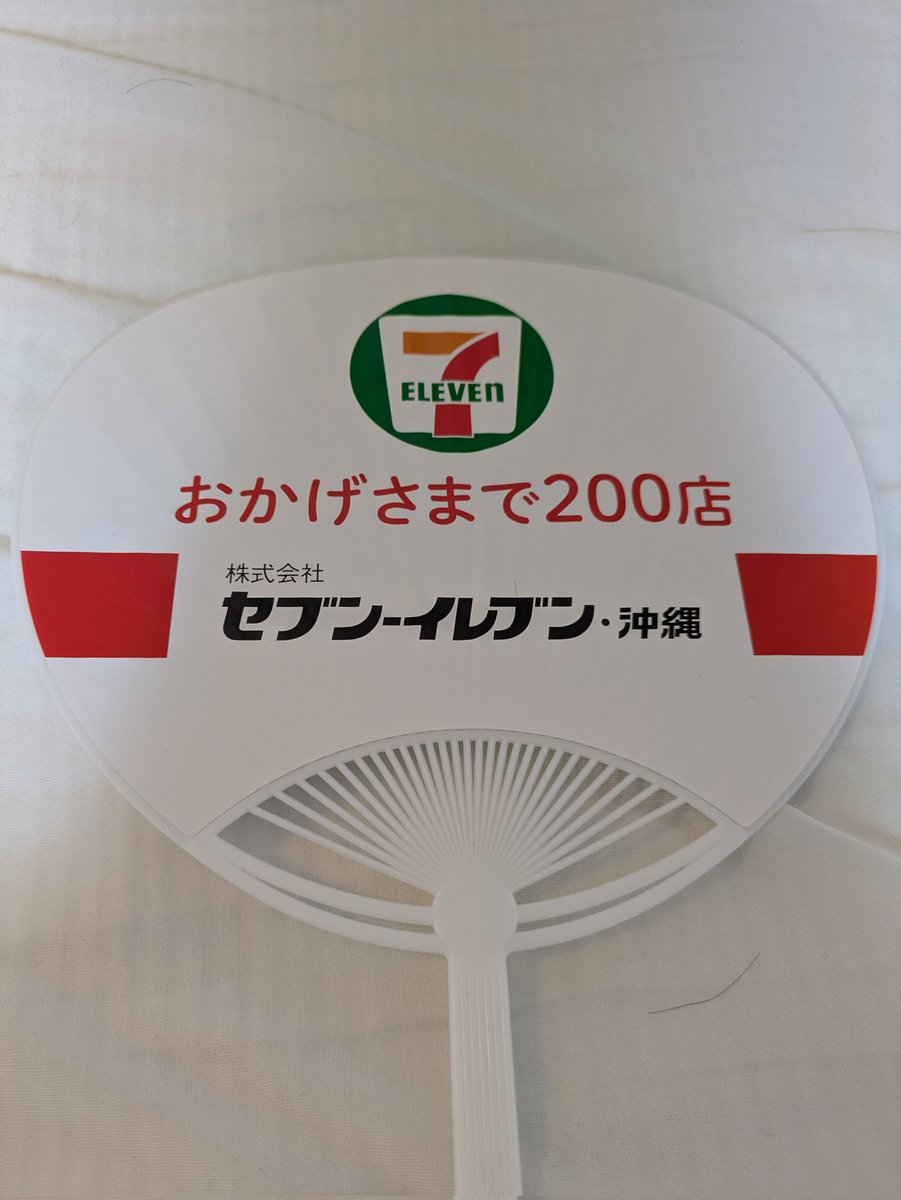 7
ELEVEn
おかげさまで200店
株式会社
セブン-イレブン・沖縄